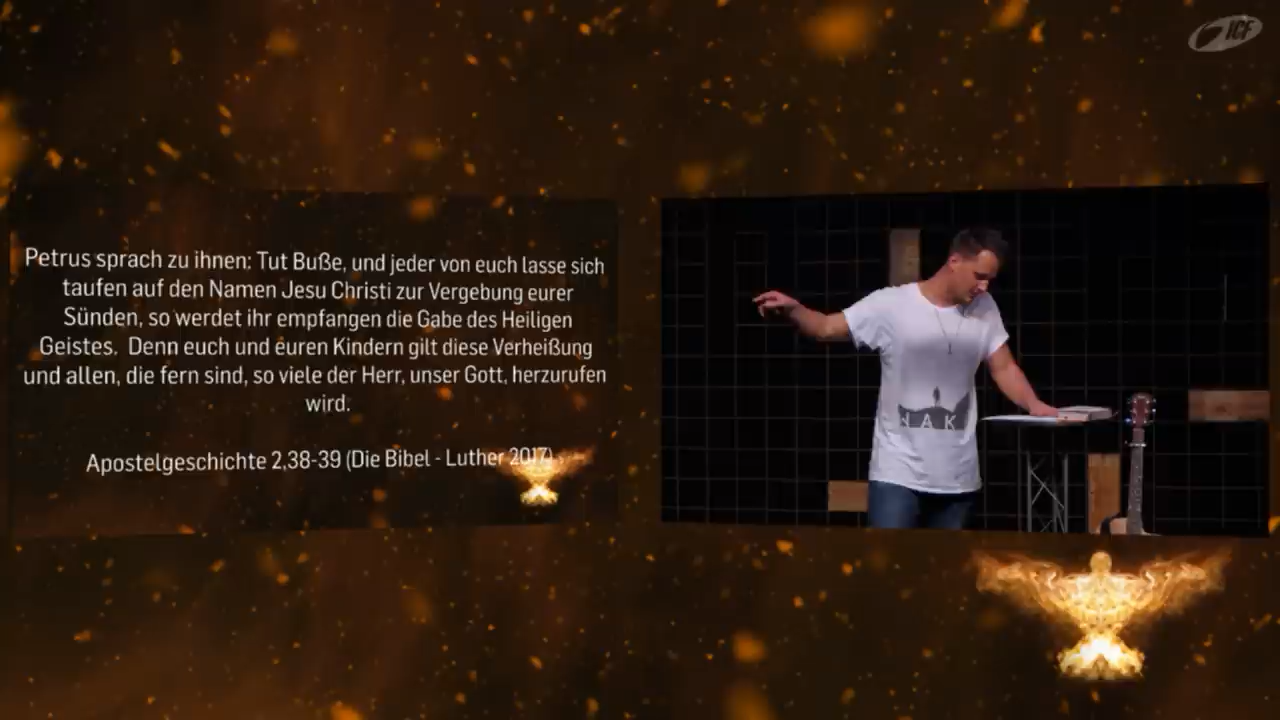 ICF
Petrus sprach zu ihnen: Tut Buße, und jeder von euch lasse sich
taufen auf den Namen Jesu Christi zur Vergebung eurer
Sünden, so werdet ihr empfangen die Gabe des Heiligen
Geistes. Denn euch und euren Kindern gilt diese Verheißung
und allen, die fern sind, so viele der Herr, unser Gott, herzurufen
wird.
Apostelgeschichte 2,38-39 (Die Bibel - Luther 2017)
NAK